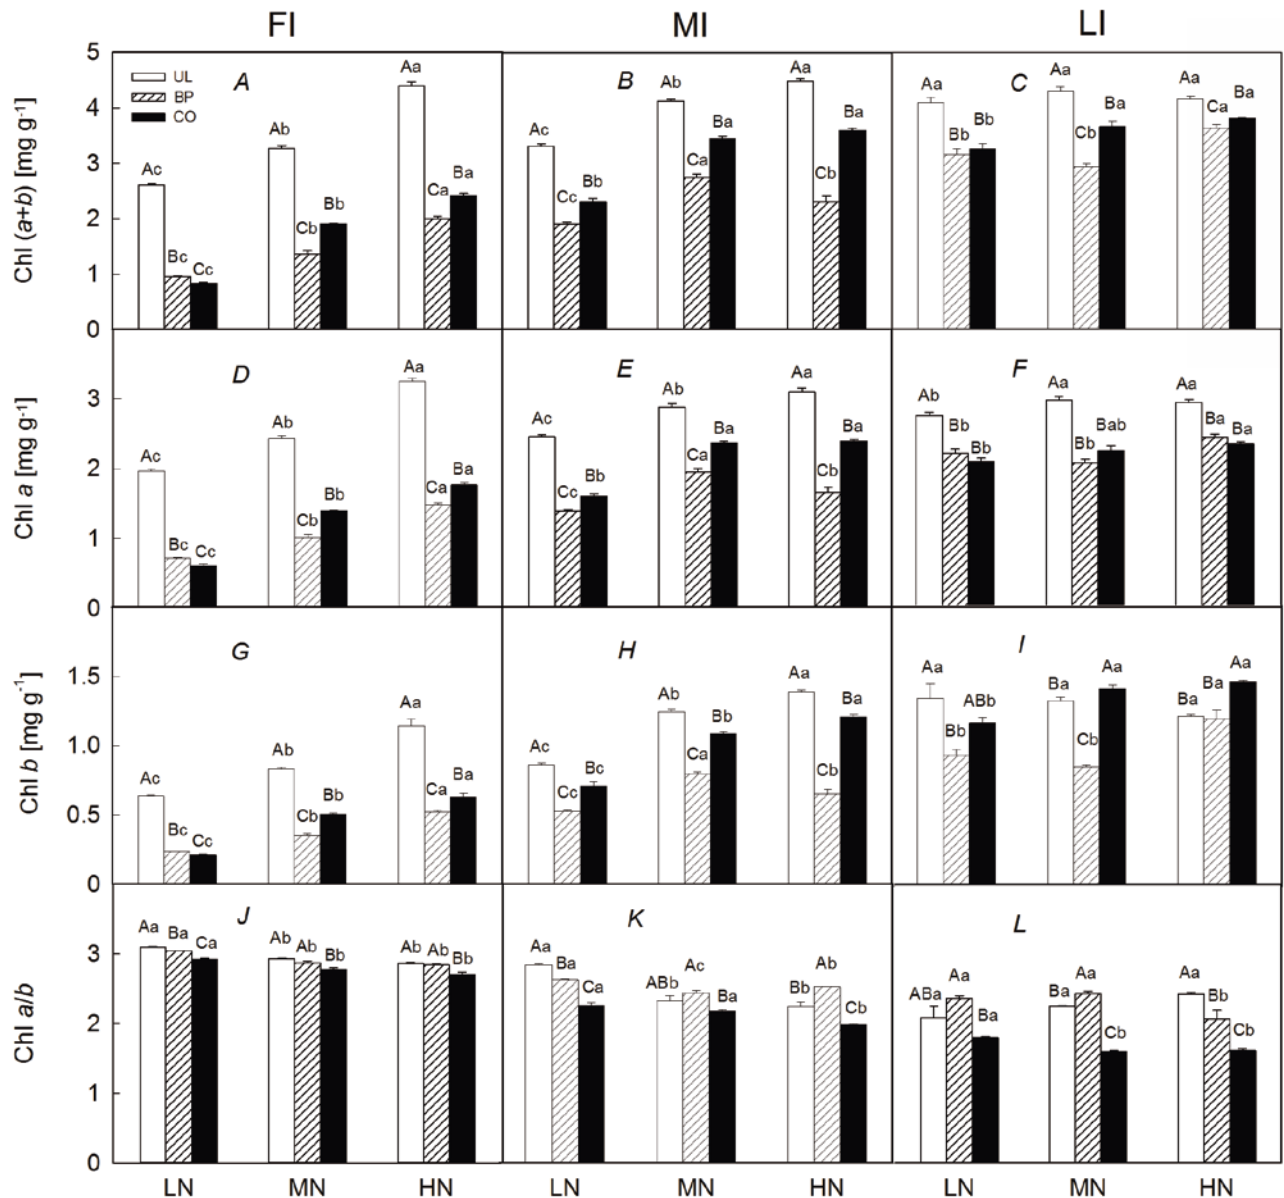 FI MI LI
5
4
3
2
1
0
Chl (a+b) [mg g-1]
UL
BP
CO
A
Ac Bc Cc Ab Cb Bb Aa Ca Ba
B
Ac Cc Bb Ab Ca Ba Aa Cb Ba
C
Aa Bb Bb Aa Cb Ba Aa Ca Ba
3
2
1
0
Chl a [mg g-1]
D
Ac Bc Cc Ab Cb Bb Aa Ca Ba
E
Ac Cc Bb Ab Ca Ba Aa Cb Ba
F
Ab Bb Bb Aa Bb Bab Aa Ba Ba
1.5
1.0
0.5
0
Chl b [mg g-1]
G
Ac Bc Cc Ab Cb Bb Aa Ca Ba
H
Ac Cc Bc Ab Ca Bb Aa Cb Ba
I
Aa Bb ABb Ba Cb Aa Ba Ba Aa
3
2
1
0
Chl a/b
J
Aa Ba Ca Ab Ab Bb Ab Ab Bb
K
Aa Ba Ca ABb Ac Ba Bb Ab Cb
L
ABa Aa Ba Ba Aa Cb Aa Bb Cb
LN MN HN LN MN HN LN MN HN